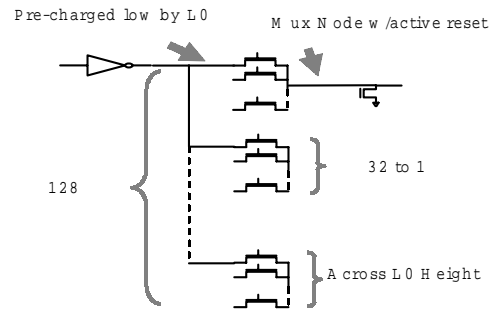 Pre-charged low by L0
Mux Node w/active reset
128
32 to 1
Across L0 Height